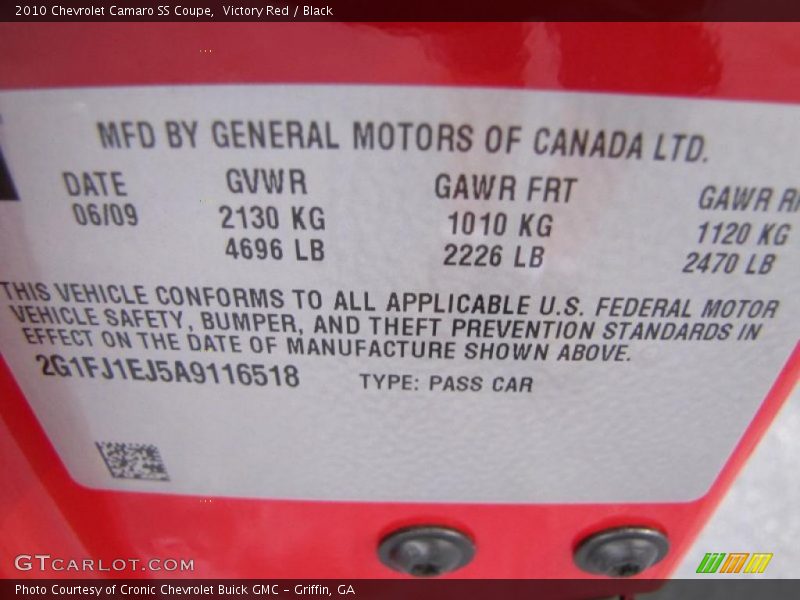 2010 Chevrolet Camaro SS Coupe, Victory Red / Black
MFD BY GENERAL MOTORS OF CANADA LTD.
DATE GVWR GAWR FRT GAWR
06/09 2130 KG 1010 KG 1120 KG
4696 LB 2226 LB 2470 LB
THIS VEHICLE CONFORMS TO ALL APPLICABLE U.S. FEDERAL MOTOR
VEHICLE SAFETY, BUMPER, AND THEFT PREVENTION STANDARDS IN
EFFECT ON THE DATE OF MANUFACTURE SHOWN ABOVE.
2G1FJ1EJ5A9116518 TYPE: PASS CAR
GTCARLOT.COM
Photo Courtesy of Cronic Chevrolet Buick GMC - Griffin, GA